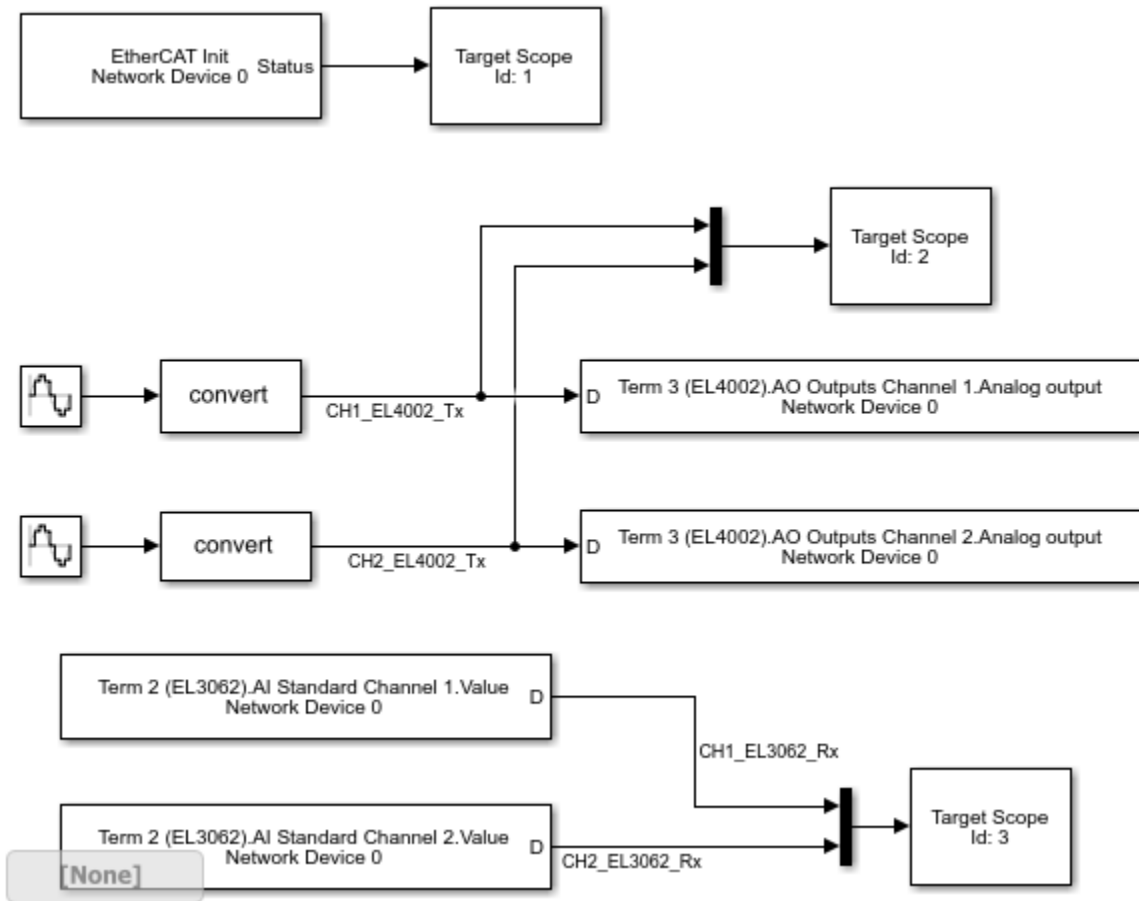 EtherCAT Init
Network Device 0
Status
Target Scope
Id: 1
Target Scope
Id: 2
convert
CH1_EL4002_Tx
D
Term 3 (EL4002).AO Outputs Channel 1.Analog output
Network Device 0
convert
CH2_EL4002_Tx
D
Term 3 (EL4002).AO Outputs Channel 2.Analog output
Network Device 0
Term 2 (EL3062).AI Standard Channel 1.Value
Network Device 0
D
CH1_EL3062_Rx
Term 2 (EL3062).AI Standard Channel 2.Value
Network Device 0
D
CH2_EL3062_Rx
Target Scope
Id: 3
[None]